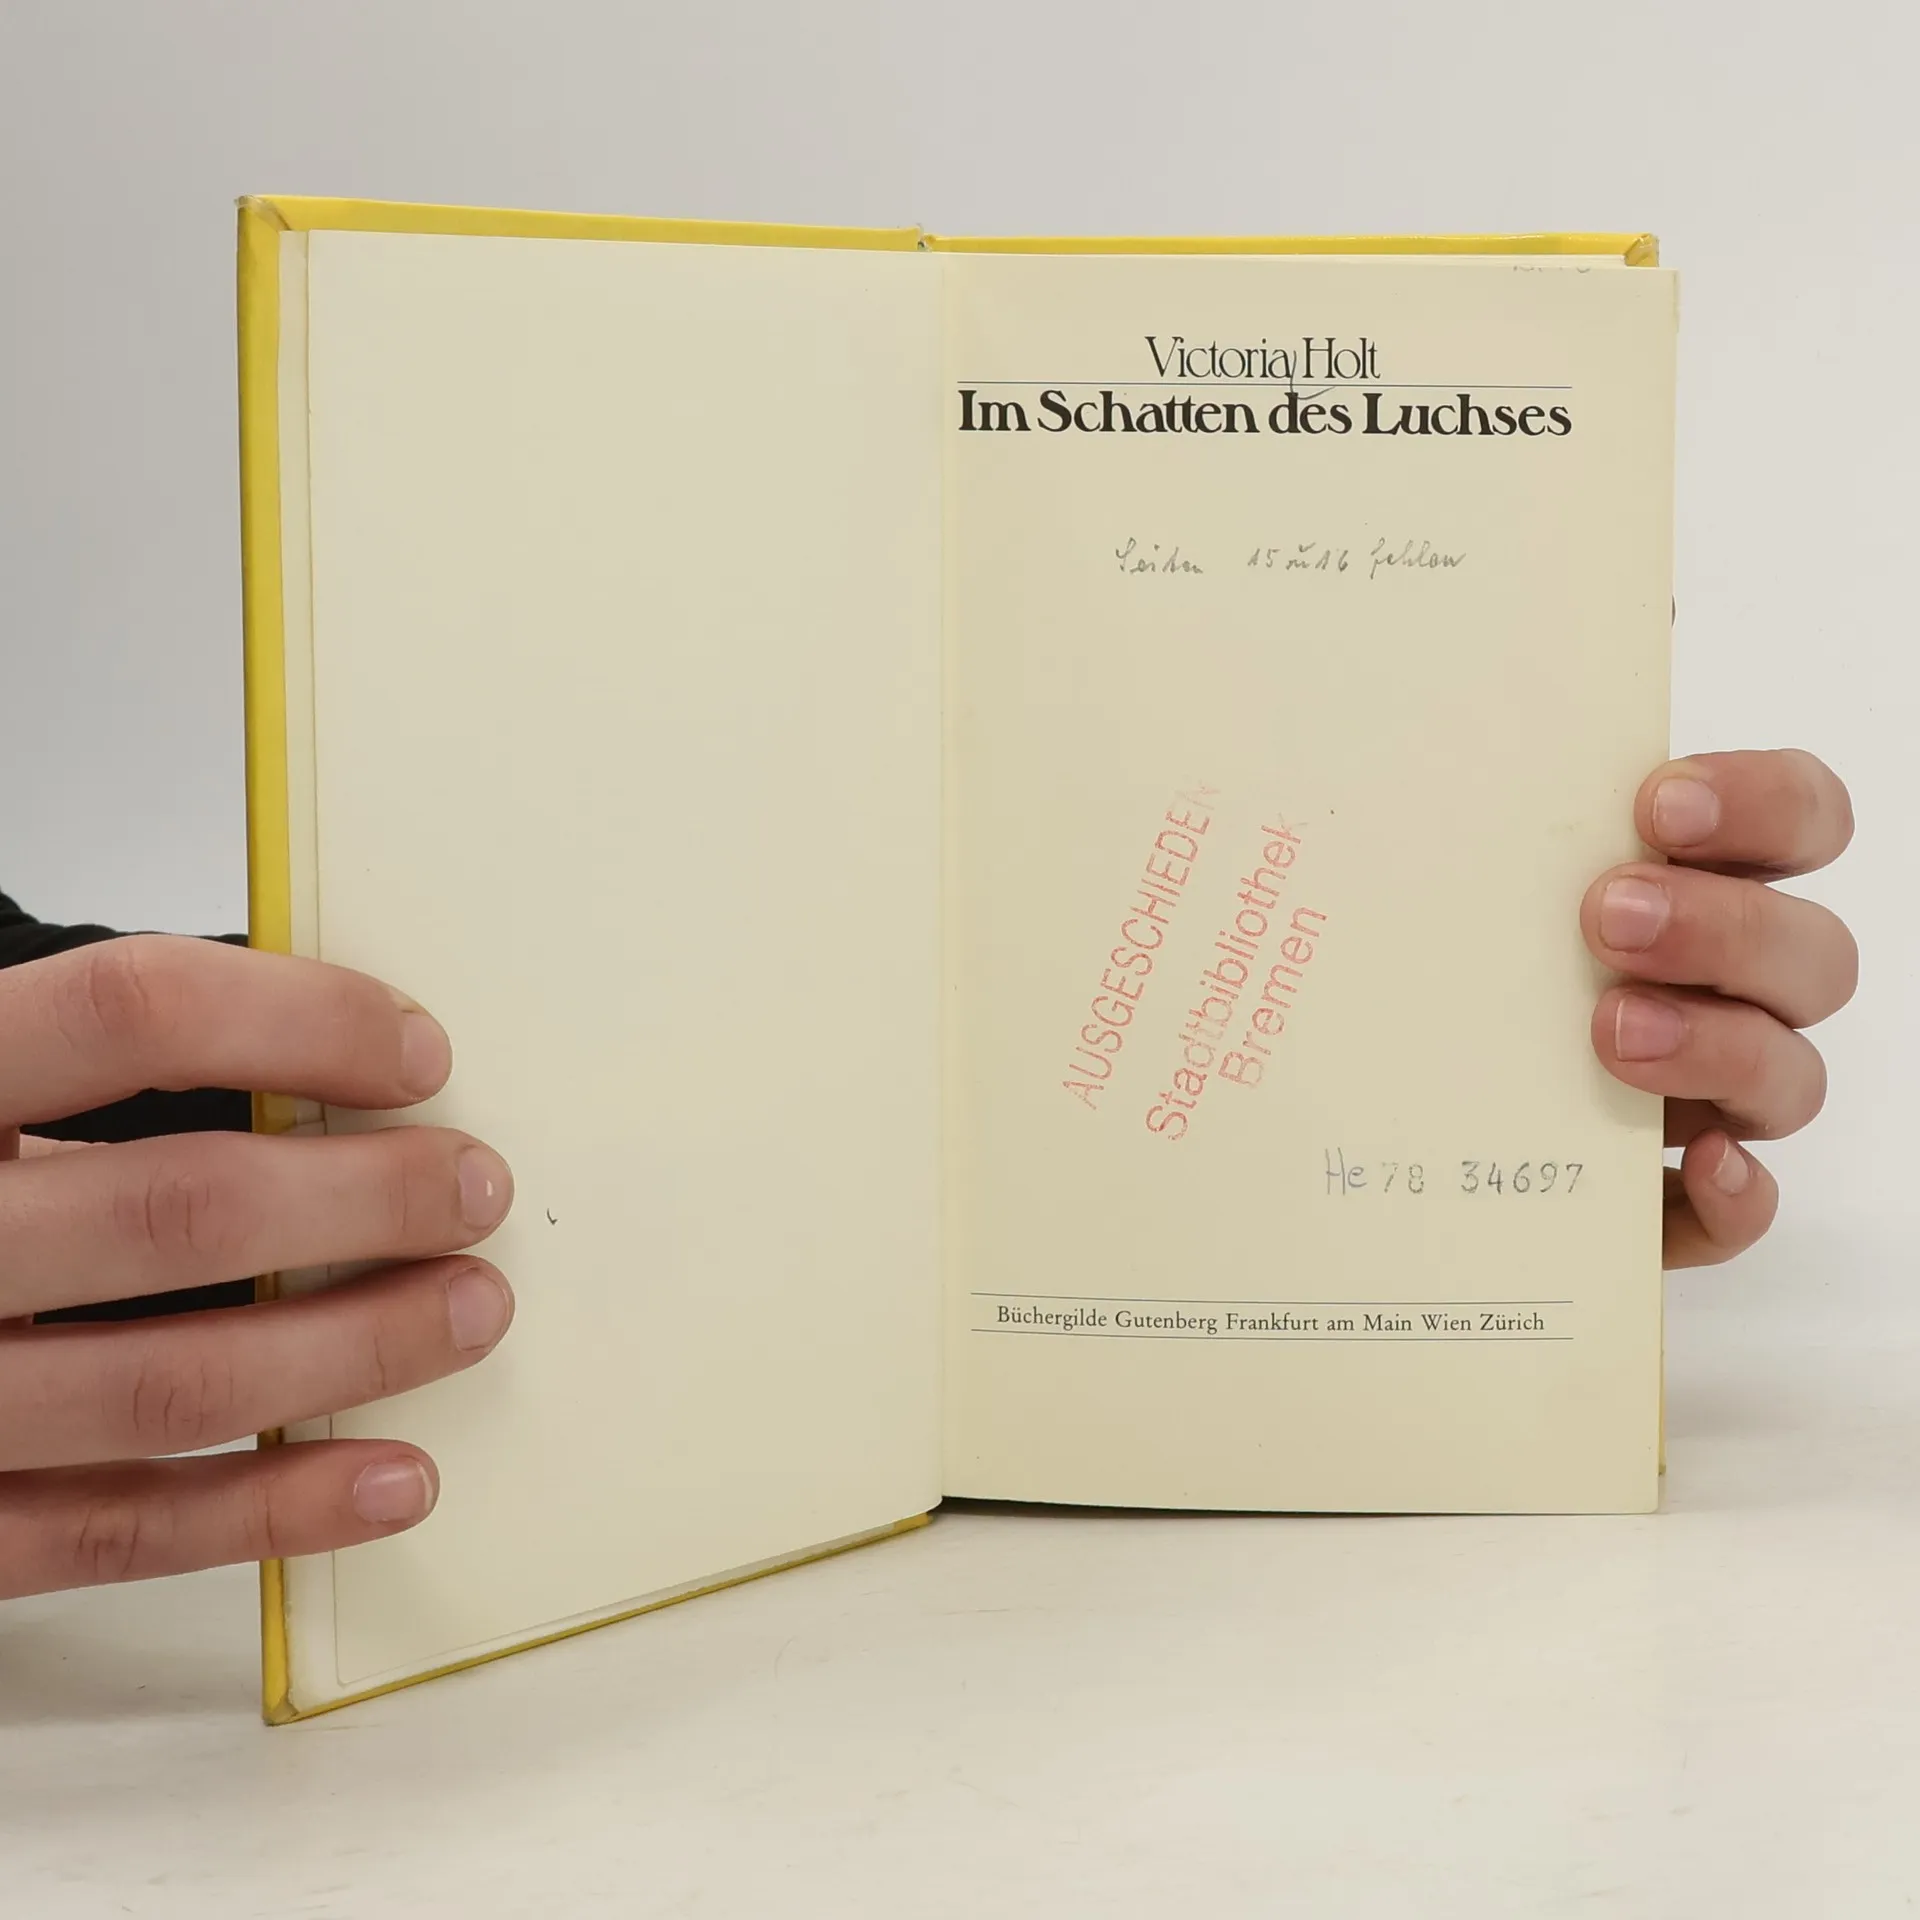 Victoria Holt
Im Schatten des Luchses
Seiten 15 u 16 fehlen
AUSGESCHIEDEN
Stadtbibliothek
Bremen
He 78 34697
Büchergilde Gutenberg Frankfurt am Main Wien Zürich